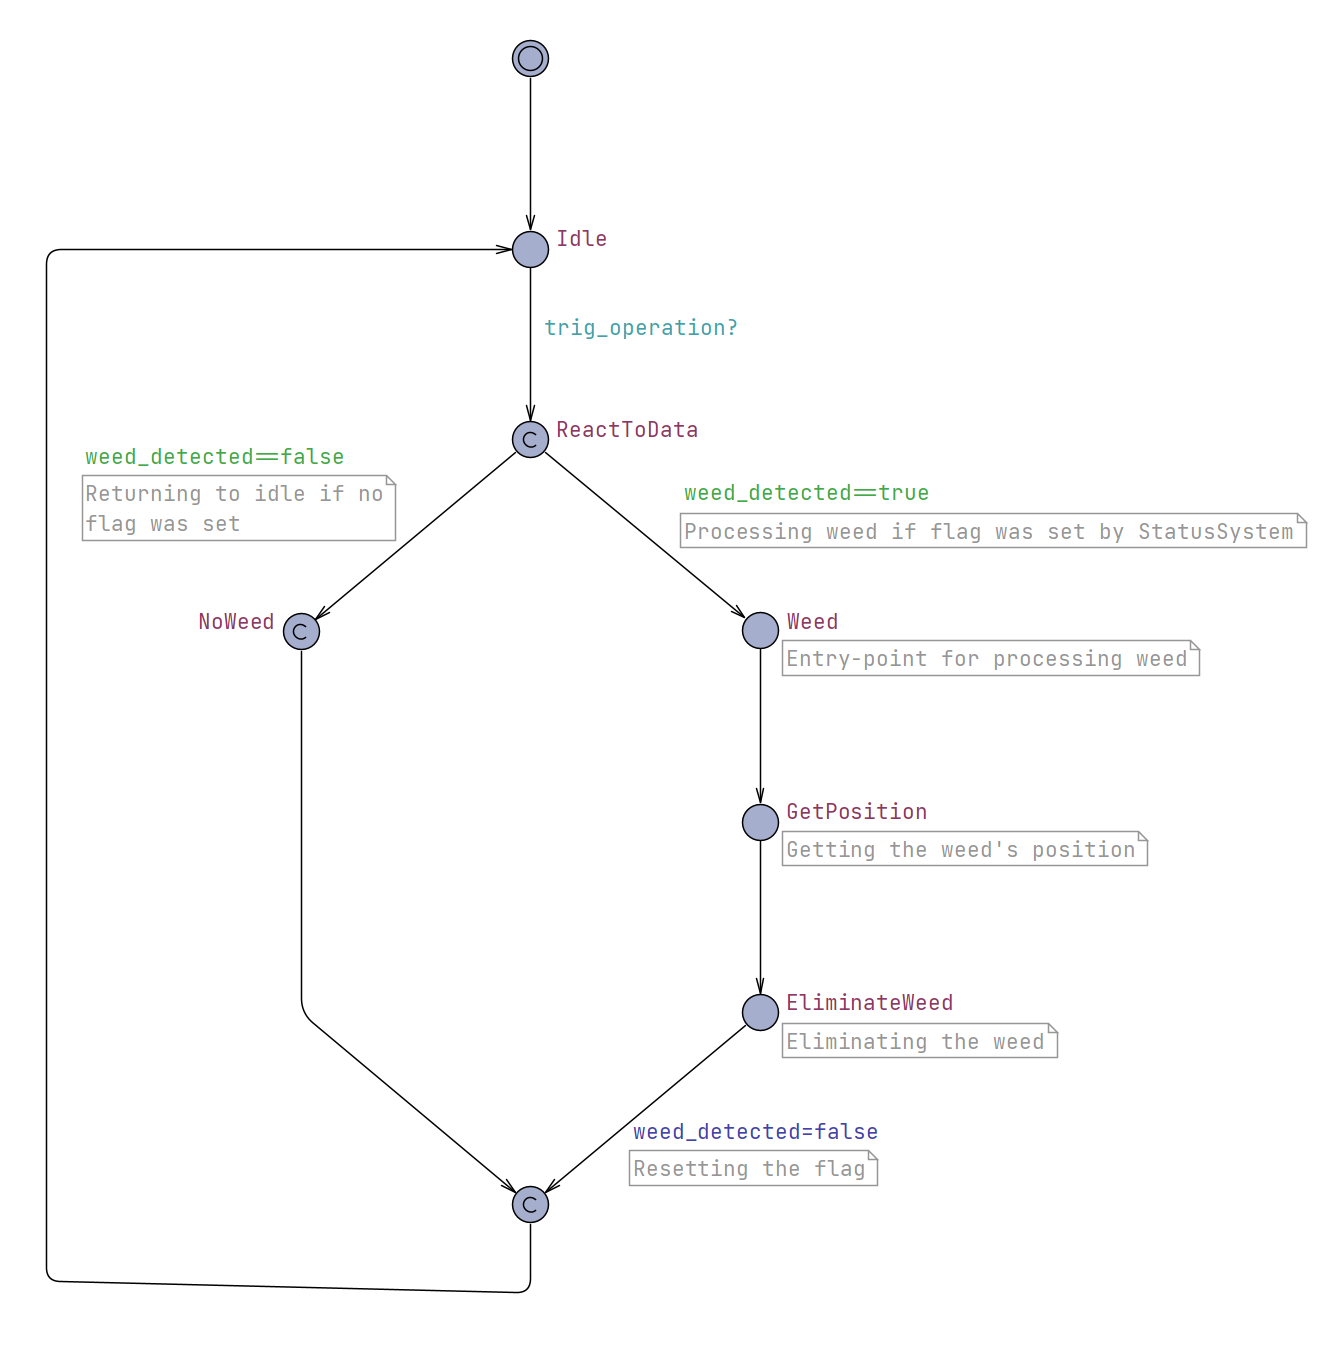 Idle
trig_operation?
C
ReactToData
weed_detected==false
Returning to idle if no
flag was set
weed_detected==true
Processing weed if flag was set by StatusSystem
NoWeed
C
Weed
Entry-point for processing weed
GetPosition
Getting the weed's position
EliminateWeed
Eliminating the weed
weed_detected=false
Resetting the flag
C